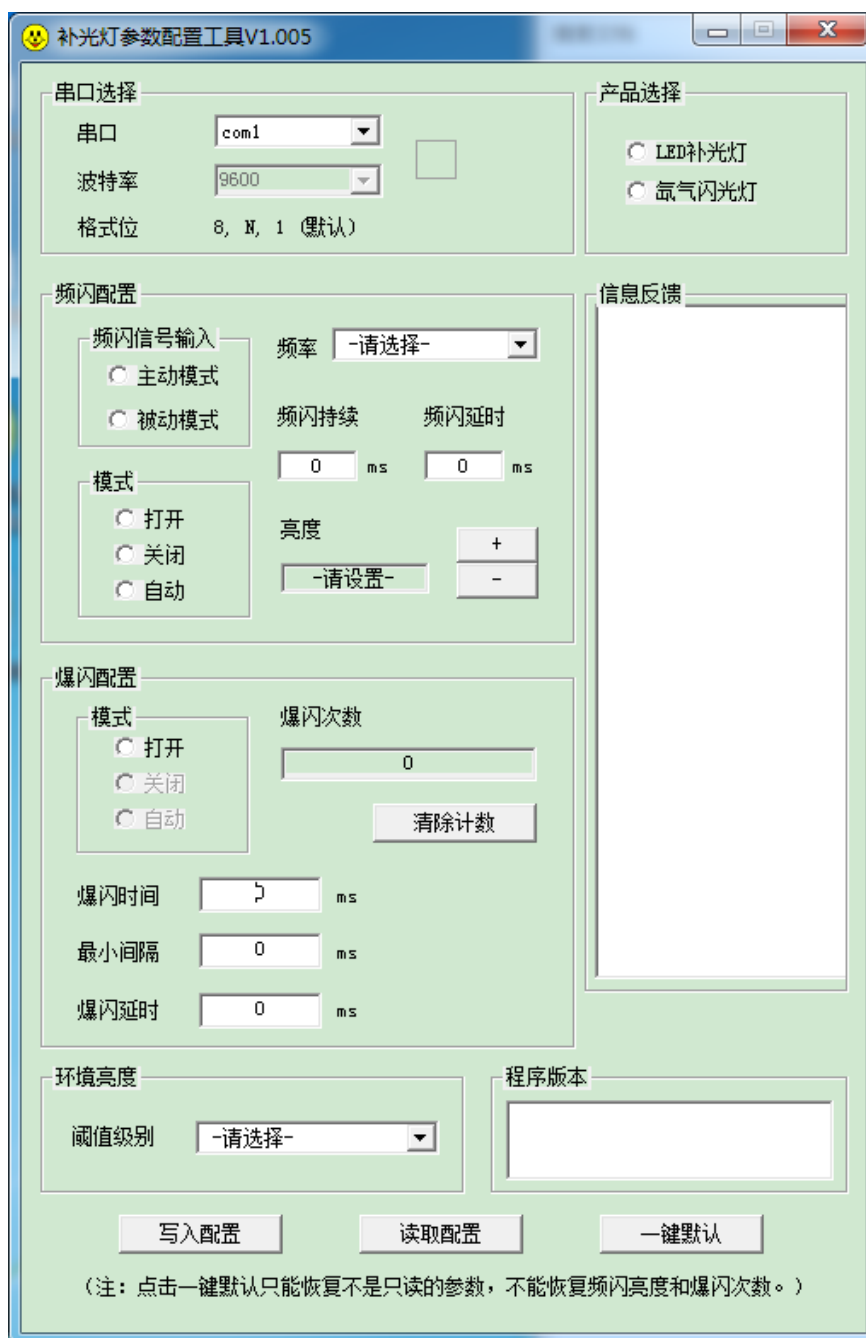 补光灯参数配置工具V1.005
串口选择
串口
com1
波特率
9600
格式位
8, N, 1 (默认)
产品选择
LED补光灯
氙气闪光灯
频闪配置
频闪信号输入
主动模式
被动模式
频率
-请选择-
频闪持续
频闪延时
0 ms
0 ms
模式
打开
关闭
自动
亮度
-请设置-
+
-
信息反馈
爆闪配置
模式
打开
关闭
自动
爆闪次数
0
清除计数
爆闪时间
ms
最小间隔
0 ms
爆闪延时
0 ms
环境亮度
阈值级别
-请选择-
程序版本
写入配置
读取配置
一键默认
(注: 点击一键默认只能恢复不是只读的参数，不能恢复频闪亮度和爆闪次数。)